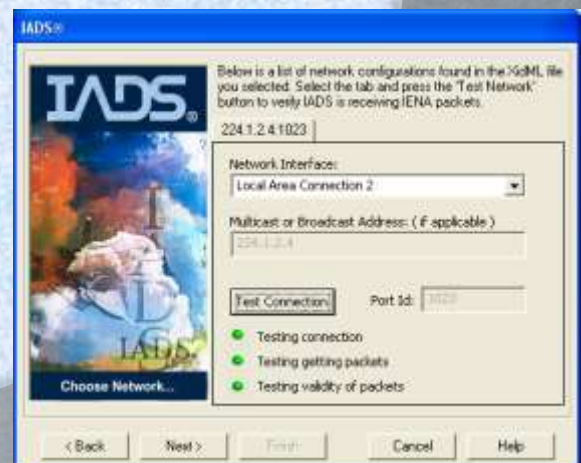 IADS®
IADS®
Below is a list of network configurations found in the XidML file
you selected. Select the tab and press the 'Test Network'
button to verify IADS is receiving IENA packets.
224.1.2.4:1023
Network Interface:
Local Area Connection 2
Multicast or Broadcast Address: ( if applicable )
224.1.2.4
Test Connection
Port Id:
1023
Testing connection
Testing getting packets
Testing validity of packets
IADS
Choose Network...
< Back
Next >
Finish
Cancel
Help